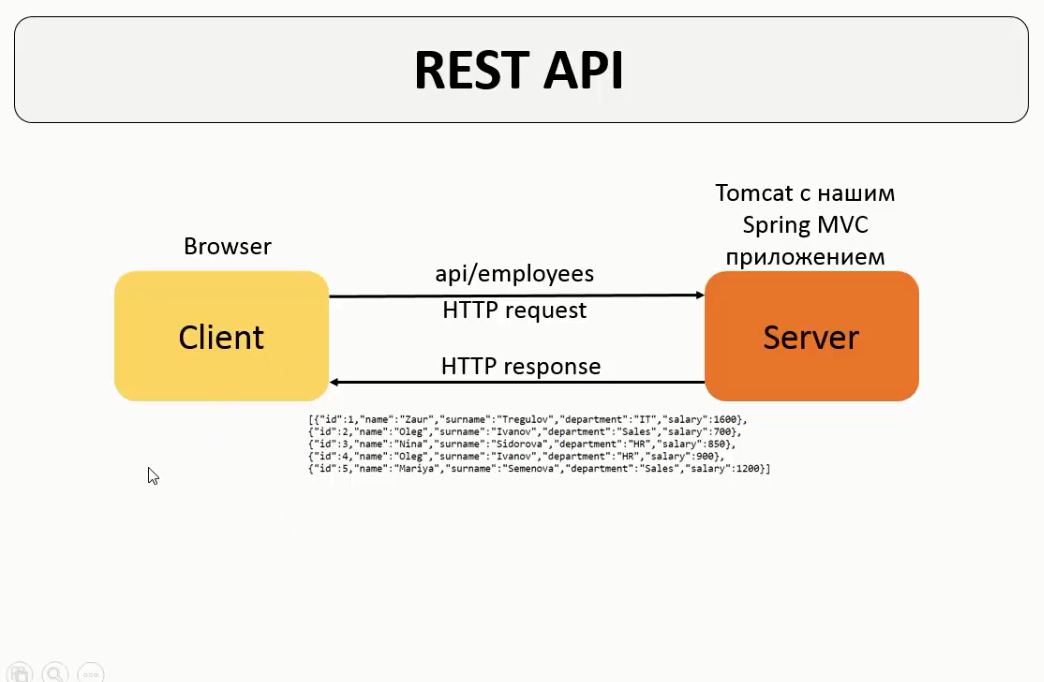 REST API
Tomcat с нашим
Spring MVC
приложением
Browser
api/employees
HTTP request
Client
Server
HTTP response
[{"id":1,"name":"Zaur","surname":"Tregulov","department":"IT","salary":1600},
{"id":2,"name":"Oleg","surname":"Ivanov","department":"Sales","salary":700},
{"id":3,"name":"Nina","surname":"Sidorova","department":"HR","salary":850},
{"id":4,"name":"Oleg","surname":"Ivanov","department":"HR","salary":900},
{"id":5,"name":"Mariya","surname":"Semenova","department":"Sales","salary":1200}]